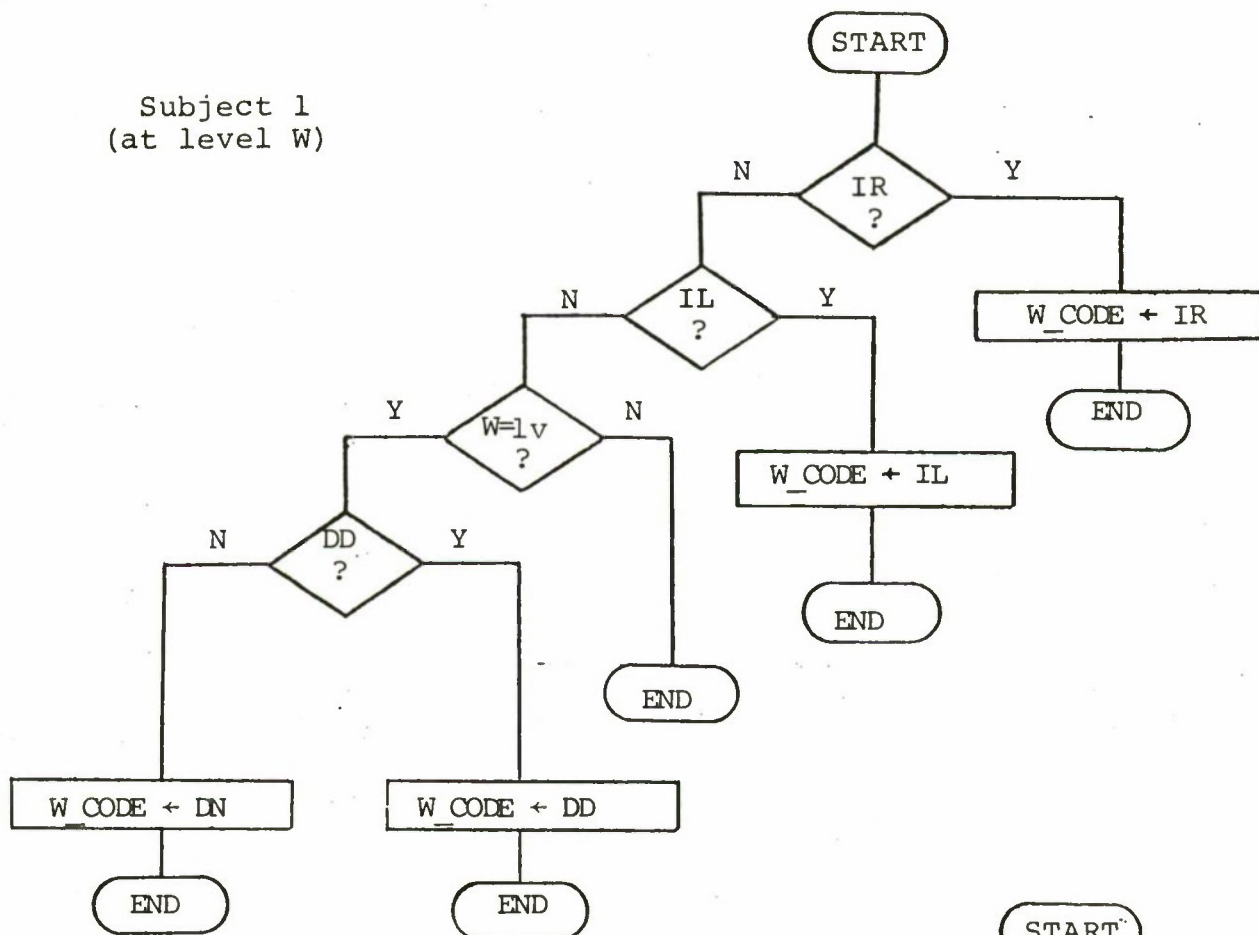 START
Subject 1
(at level W)
N
Y
IR
?
N
IL
?
Y
W_CODE ← IR
END
Y
W=lv
?
N
W_CODE ← IL
N
DD
?
Y
END
END
W_CODE ← DN
W_CODE ← DD
END
END
START